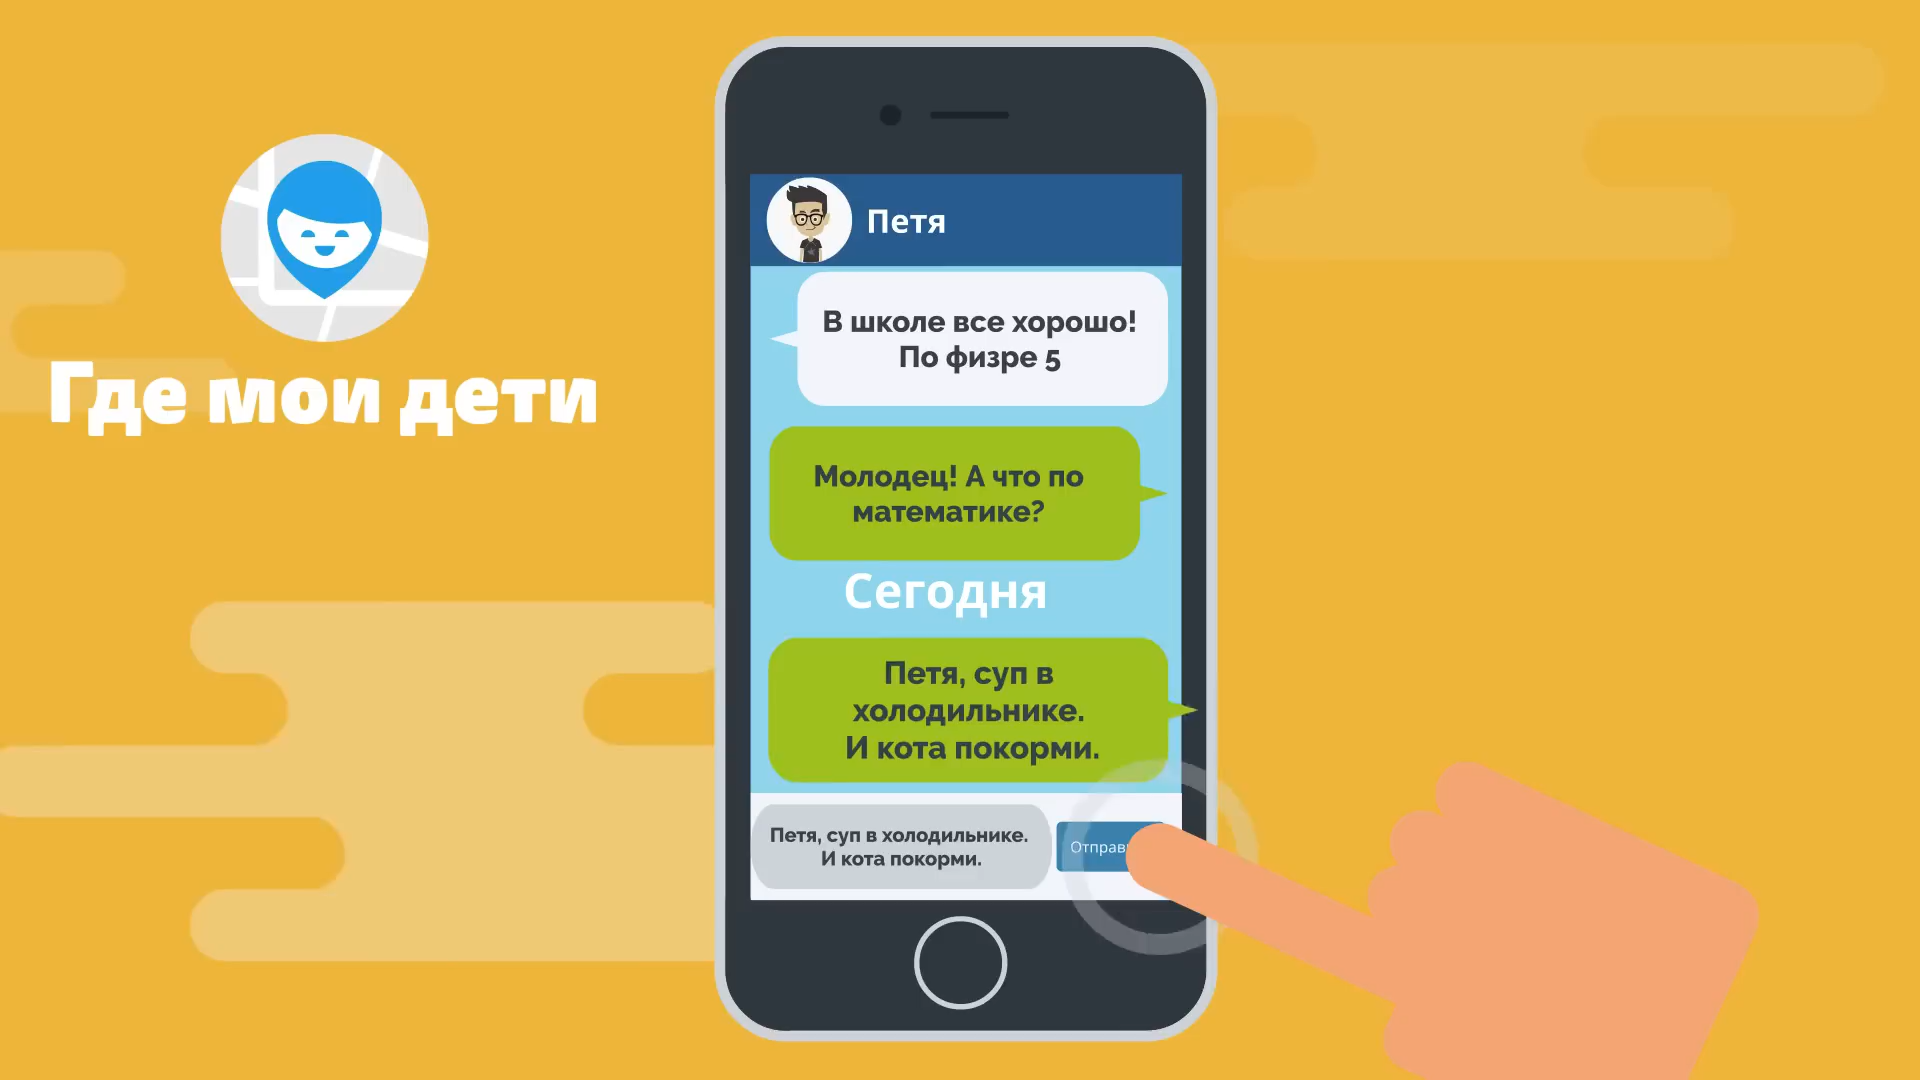 Где мои дети
Петя
В школе все хорошо!
По физре 5
Молодец! А что по
математике?
Сегодня
Петя, суп в
холодильнике.
И кота покорми.
Петя, суп в холодильнике.
И кота покорми.